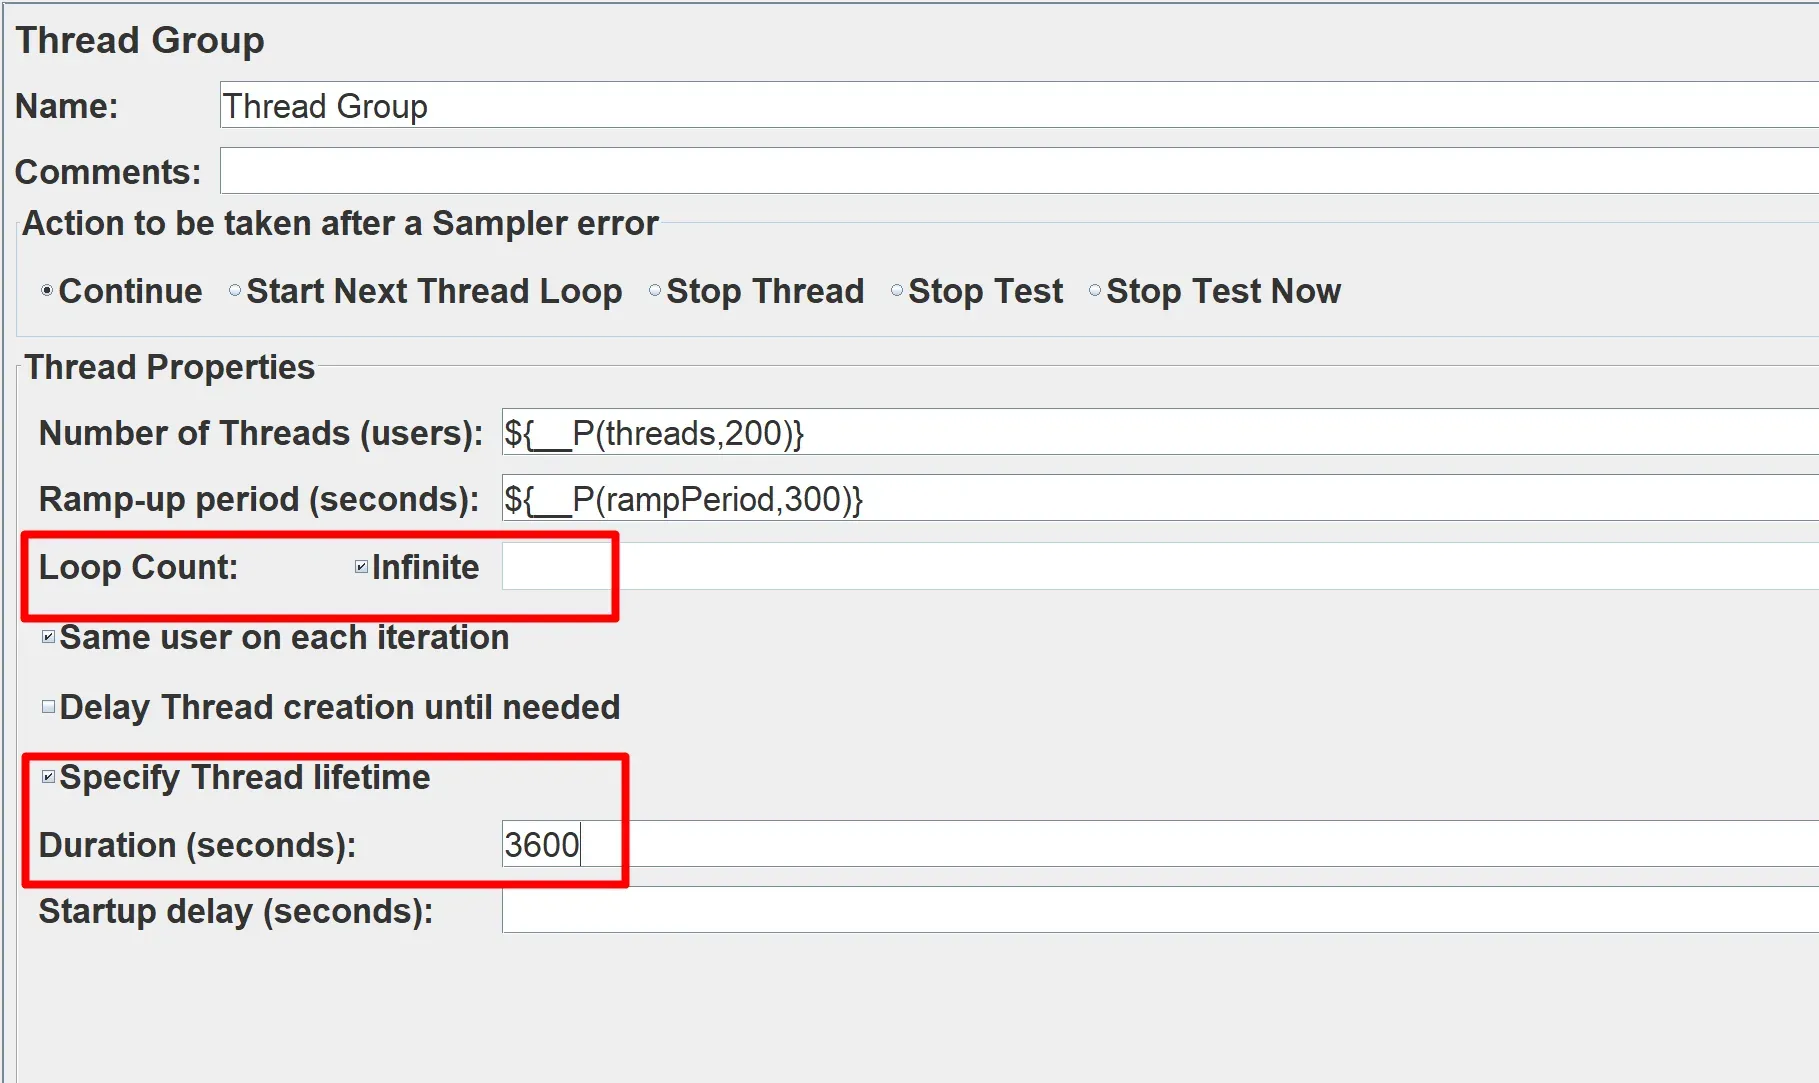 Thread Group
Name: Thread Group
Comments:
Action to be taken after a Sampler error
Continue Start Next Thread Loop Stop Thread Stop Test Stop Test Now
Thread Properties
Number of Threads (users): ${__P(threads,200)}
Ramp-up period (seconds): ${__P(rampPeriod,300)}
Loop Count: Infinite
Same user on each iteration
Delay Thread creation until needed
Specify Thread lifetime
Duration (seconds): 3600
Startup delay (seconds):